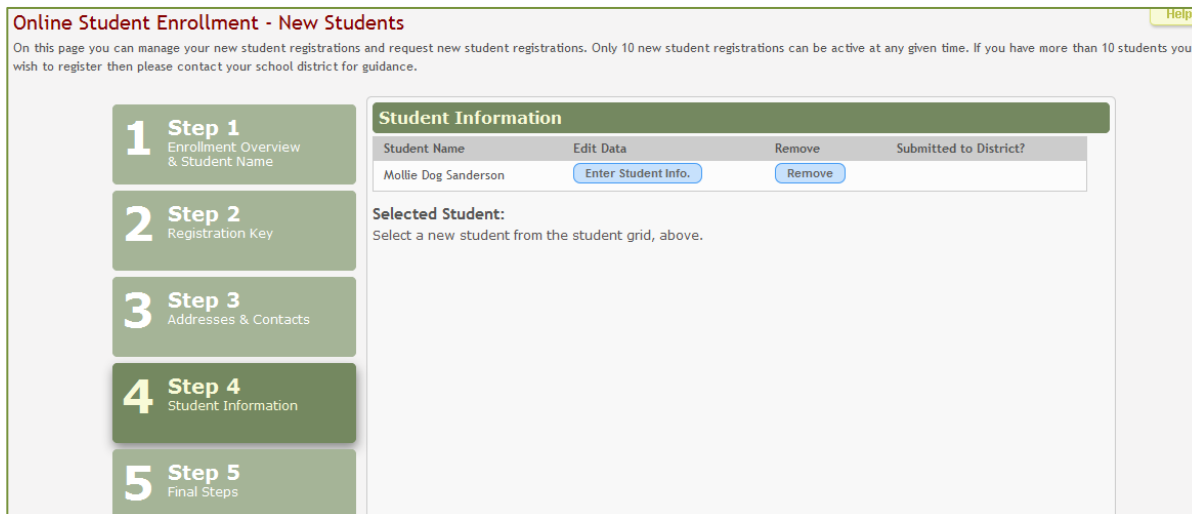 Online Student Enrollment - New Students
Help
On this page you can manage your new student registrations and request new student registrations. Only 10 new student registrations can be active at any given time. If you have more than 10 students you
wish to register then please contact your school district for guidance.
1 Step 1
Enrollment Overview
& Student Name
2 Step 2
Registration Key
3 Step 3
Addresses & Contacts
4 Step 4
Student Information
5 Step 5
Final Steps
Student Information
Student Name Edit Data Remove Submitted to District?
Mollie Dog Sanderson Enter Student Info. Remove
Selected Student:
Select a new student from the student grid, above.